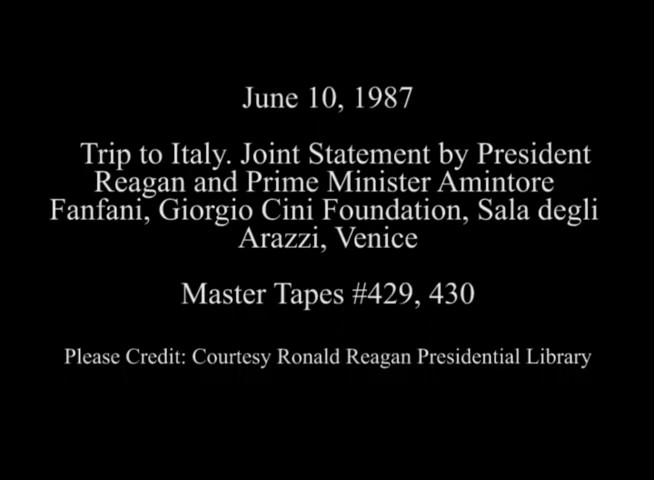 June 10, 1987
Trip to Italy. Joint Statement by President
Reagan and Prime Minister Amintore
Fanfani, Giorgio Cini Foundation, Sala degli
Arazzi, Venice
Master Tapes #429, 430
Please Credit: Courtesy Ronald Reagan Presidential Library